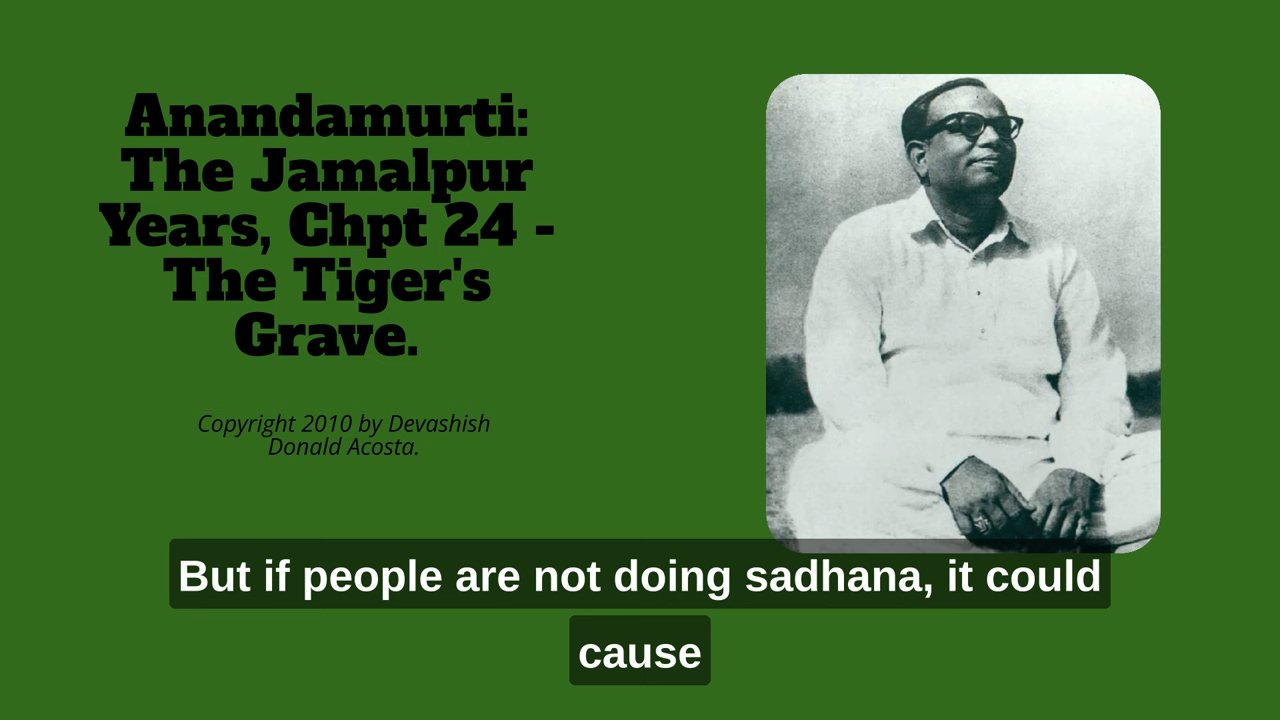 Anandamurti:
The Jamalpur
Years, Chpt 24 -
The Tiger's
Grave.
Copyright 2010 by Devashish
Donald Acosta.
But if people are not doing sadhana, it could
cause